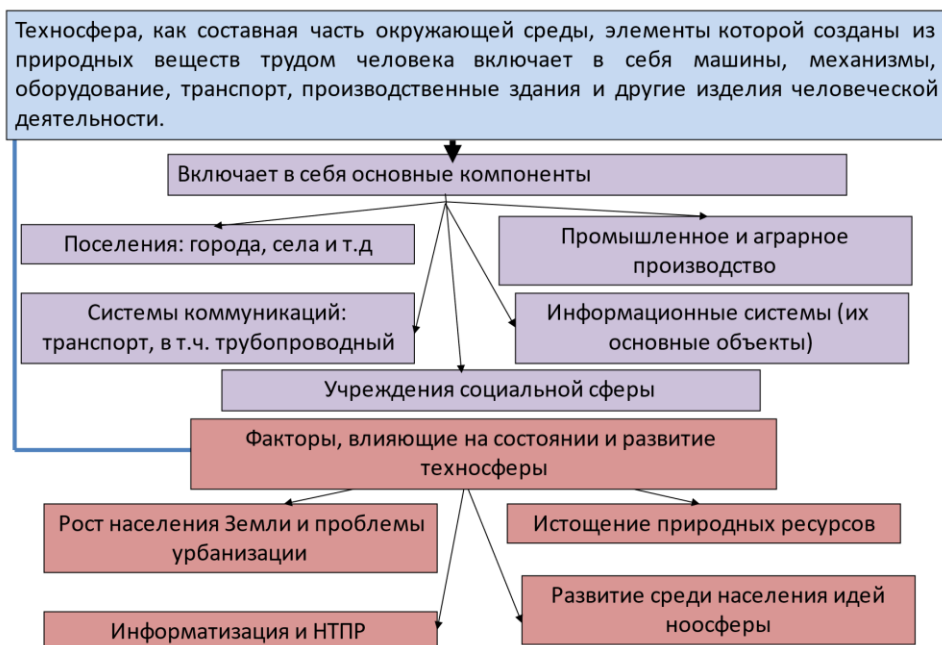 Техносфера, как составная часть окружающей среды, элементы которой созданы из
природных веществ трудом человека включает в себя машины, механизмы,
оборудование, транспорт, производственные здания и другие изделия человеческой
деятельности.
Включает в себя основные компоненты
Поселения: города, села и т.д
Промышленное и аграрное
производство
Системы коммуникаций:
транспорт, в т.ч. трубопроводный
Информационные системы (их
основные объекты)
Учреждения социальной сферы
Факторы, влияющие на состоянии и развитие
техносферы
Рост населения Земли и проблемы
урбанизации
Истощение природных ресурсов
Информатизация и НТПР
Развитие среди населения идей
ноосферы